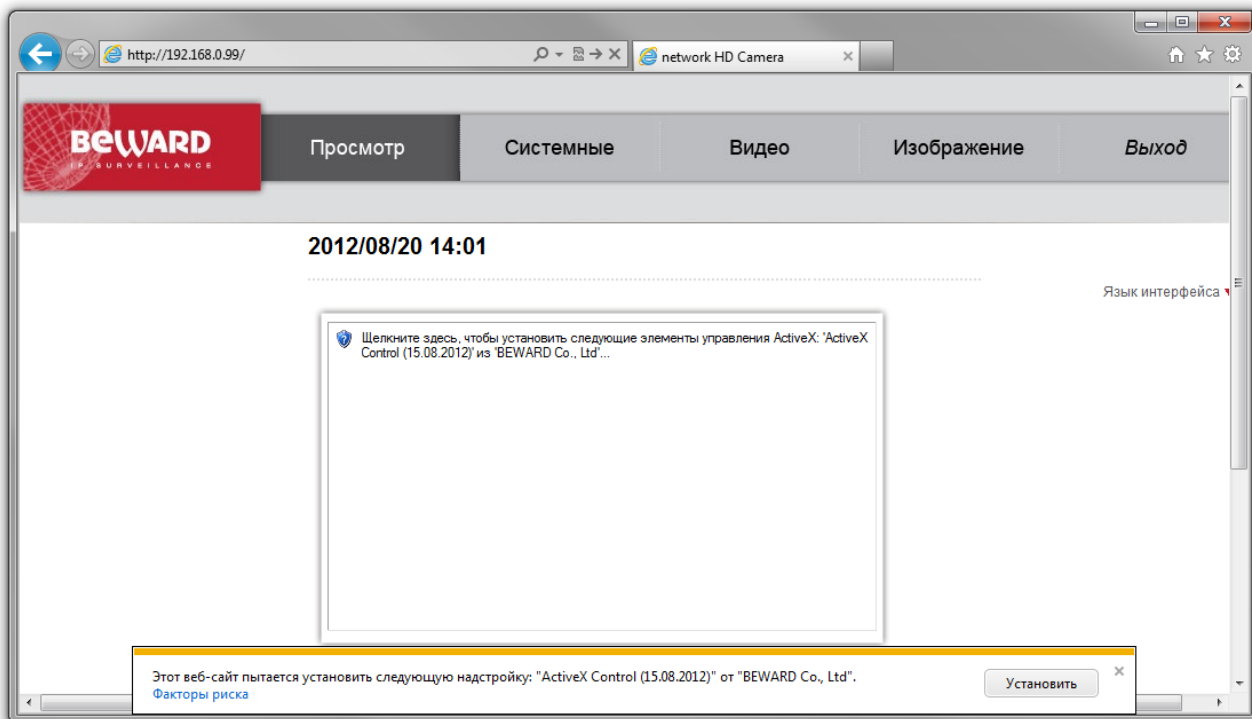 http://192.168.0.99/
network HD Camera
BEWARD
IP SURVEILLANCE
Просмотр
Системные
Видео
Изображение
Выход
2012/08/20 14:01
Язык интерфейса
Щелкните здесь, чтобы установить следующие элементы управления ActiveX: 'ActiveX
Control (15.08.2012)' из 'BEWARD Co., Ltd'...
Этот веб-сайт пытается установить следующую надстройку: "ActiveX Control (15.08.2012)" от "BEWARD Co., Ltd".
Факторы риска
Установить